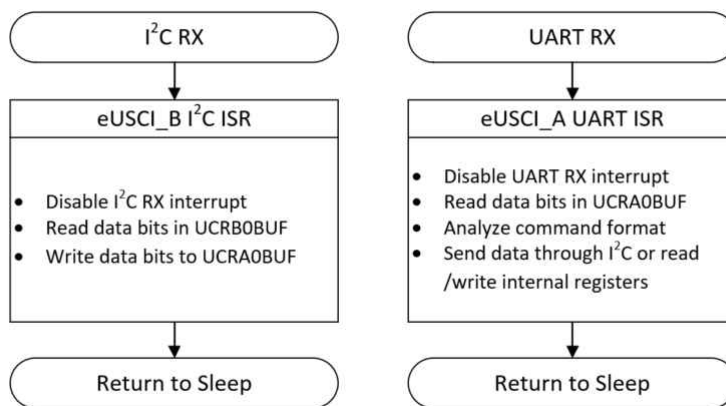 I²C RX
eUSCI_B I²C ISR
• Disable I²C RX interrupt
• Read data bits in UCRB0BUF
• Write data bits to UCRA0BUF
Return to Sleep
UART RX
eUSCI_A UART ISR
• Disable UART RX interrupt
• Read data bits in UCRA0BUF
• Analyze command format
• Send data through I²C or read
/write internal registers
Return to Sleep